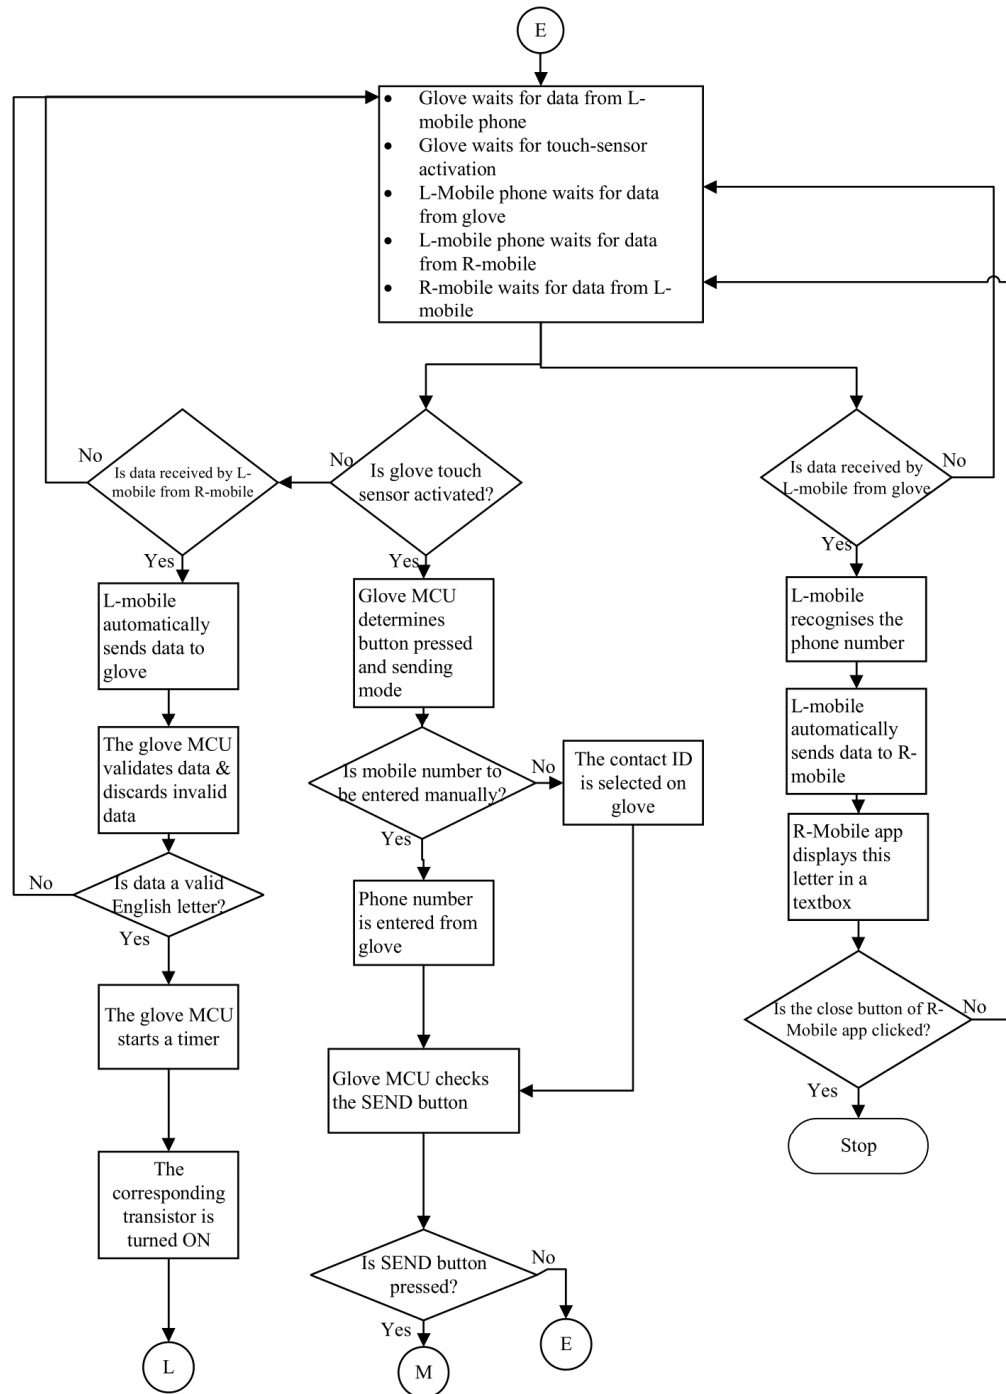 E
• Glove waits for data from L-
mobile phone
• Glove waits for touch-sensor
activation
• L-Mobile phone waits for data
from glove
• L-mobile phone waits for data
from R-mobile
• R-mobile waits for data from L-
mobile
No
Is data received by L-
mobile from R-mobile
Yes
No
Is glove touch
sensor activated?
Yes
Is data received by
L-mobile from glove
No
Yes
L-mobile
automatically
sends data to
glove
The glove MCU
validates data &
discards invalid
data
No
Is data a valid
English letter?
Yes
The glove MCU
starts a timer
The
corresponding
transistor is
turned ON
L
Glove MCU
determines
button pressed
and sending
mode
Is mobile number to
be entered manually?
No
Yes
The contact ID
is selected on
glove
Phone number
is entered from
glove
Glove MCU checks
the SEND button
Is SEND button
pressed?
No
Yes
E
M
L-mobile
recognises the
phone number
L-mobile
automatically
sends data to R-
mobile
R-Mobile app
displays this
letter in a
textbox
Is the close button of R-
Mobile app clicked?
No
Yes
Stop